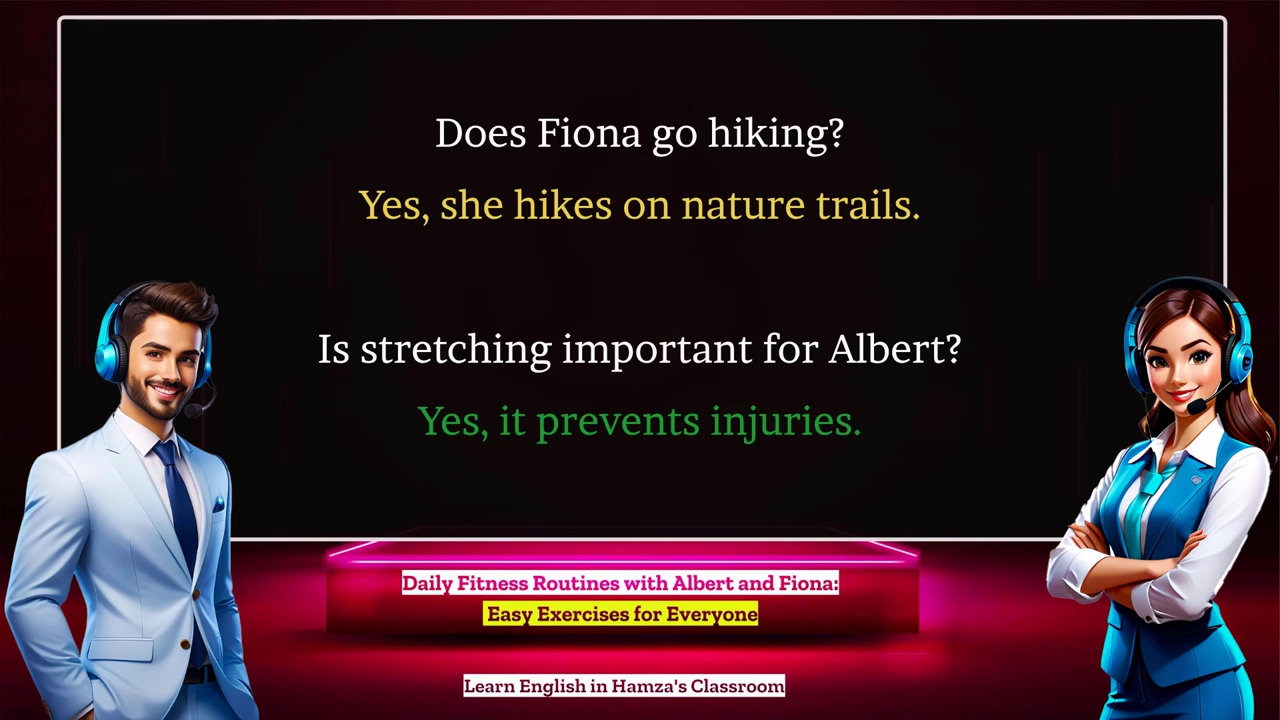 Does Fiona go hiking?
Yes, she hikes on nature trails.
Is stretching important for Albert?
Yes, it prevents injuries.
Daily Fitness Routines with Albert and Fiona:
Easy Exercises for Everyone
Learn English in Hamza's Classroom